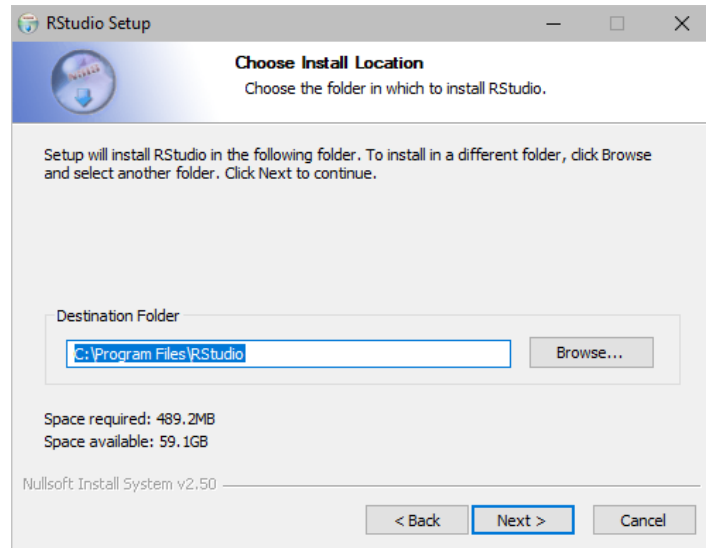 RStudio Setup
Choose Install Location
Choose the folder in which to install RStudio.
Setup will install RStudio in the following folder. To install in a different folder, click Browse
and select another folder. Click Next to continue.
Destination Folder
C:\Program Files\RStudio
Browse...
Space required: 489.2MB
Space available: 59.1GB
Nullsoft Install System v2.50
< Back
Next >
Cancel